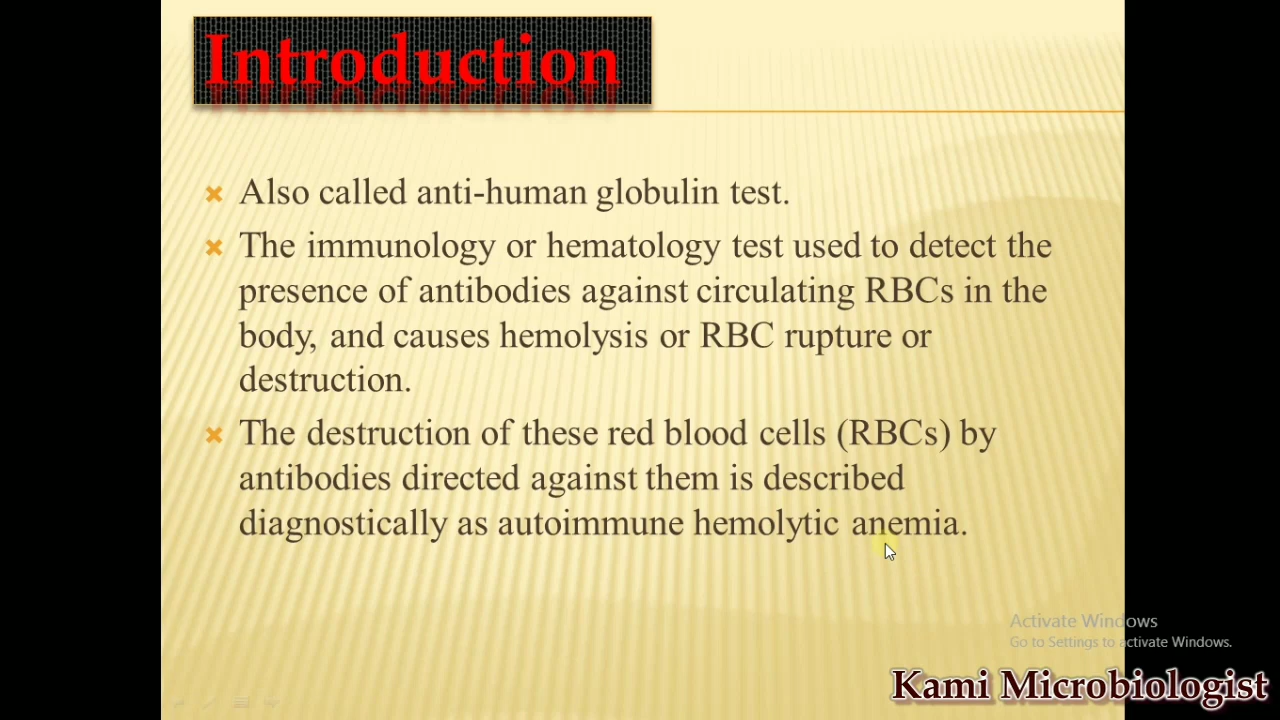 Introduction
Also called anti-human globulin test.
The immunology or hematology test used to detect the
presence of antibodies against circulating RBCs in the
body, and causes hemolysis or RBC rupture or
destruction.
The destruction of these red blood cells (RBCs) by
antibodies directed against them is described
diagnostically as autoimmune hemolytic anemia.
Activate Windows
Go to Settings to activate Windows.
Kami Microbiologist